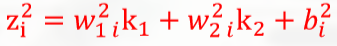 z_i^2 = w_{1i}^2 k_1 + w_{2i}^2 k_2 + b_i^2